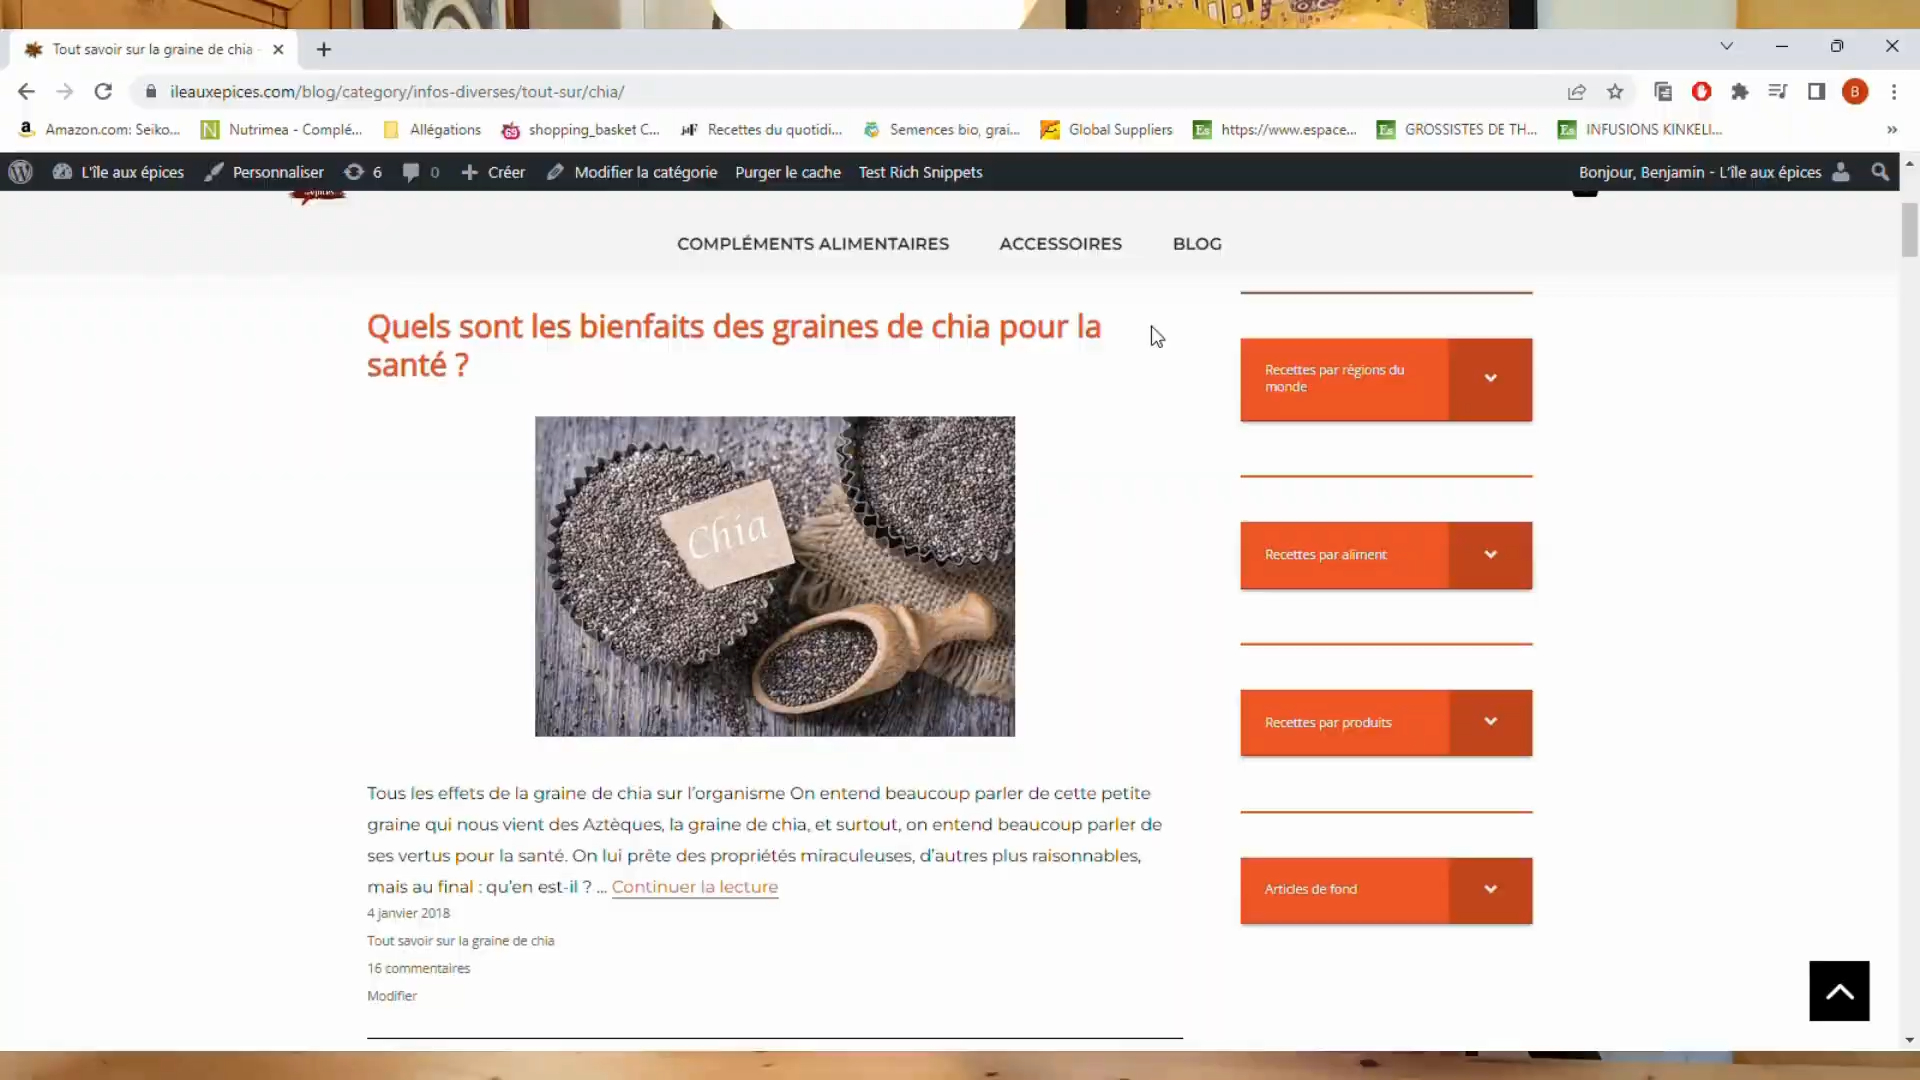 Tout savoir sur la graine de chia -
ileauxepices.com/blog/category/infos-diverses/tout-sur/chia/
B
Amazon.com: Seiko...
Nutrimea - Complé...
Allégations
shopping_basket C...
Recettes du quotidi...
Semences bio, grai...
Global Suppliers
https://www.espace...
GROSSISTES DE TH...
INFUSIONS KINKELI...
»
L'île aux épices
Personnaliser
6
0
Créer
Modifier la catégorie
Purger le cache
Test Rich Snippets
Bonjour, Benjamin - L'île aux épices
COMPLÉMENTS ALIMENTAIRES
ACCESSOIRES
BLOG
Quels sont les bienfaits des graines de chia pour la
santé ?
Chia
Tous les effets de la graine de chia sur l'organisme On entend beaucoup parler de cette petite
graine qui nous vient des Aztèques, la graine de chia, et surtout, on entend beaucoup parler de
ses vertus pour la santé. On lui prête des propriétés miraculeuses, d'autres plus raisonnables,
mais au final : qu'en est-il ? ... Continuer la lecture
4 janvier 2018
Tout savoir sur la graine de chia
16 commentaires
Modifier
Recettes par régions du
monde
Recettes par aliment
Recettes par produits
Articles de fond